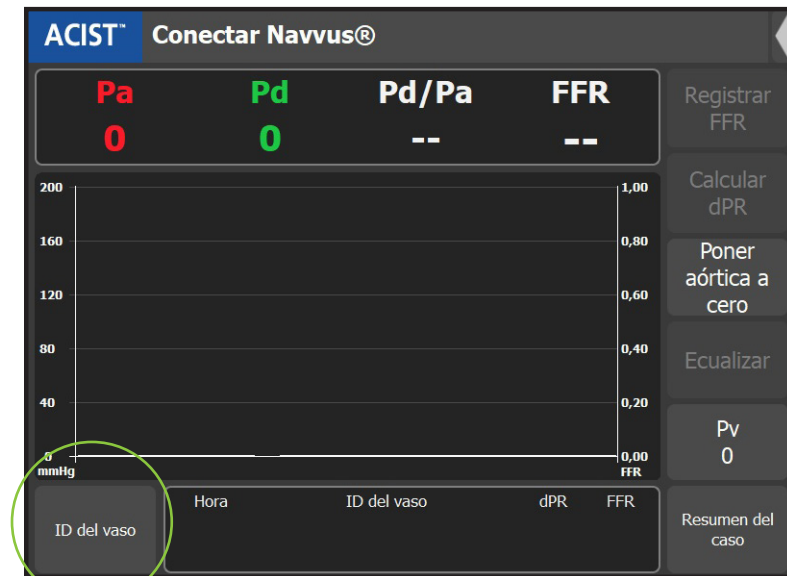 ACIST™ Conectar Navvus®
Pa Pd Pd/Pa FFR
0 0 -- --
Registrar
FFR
Calcular
dPR
Poner
aórtica a
cero
Ecualizar
Pv
0
200 1,00
160 0,80
120 0,60
80 0,40
40 0,20
0 0,00
mmHg FFR
ID del vaso
Hora ID del vaso dPR FFR
Resumen del
caso